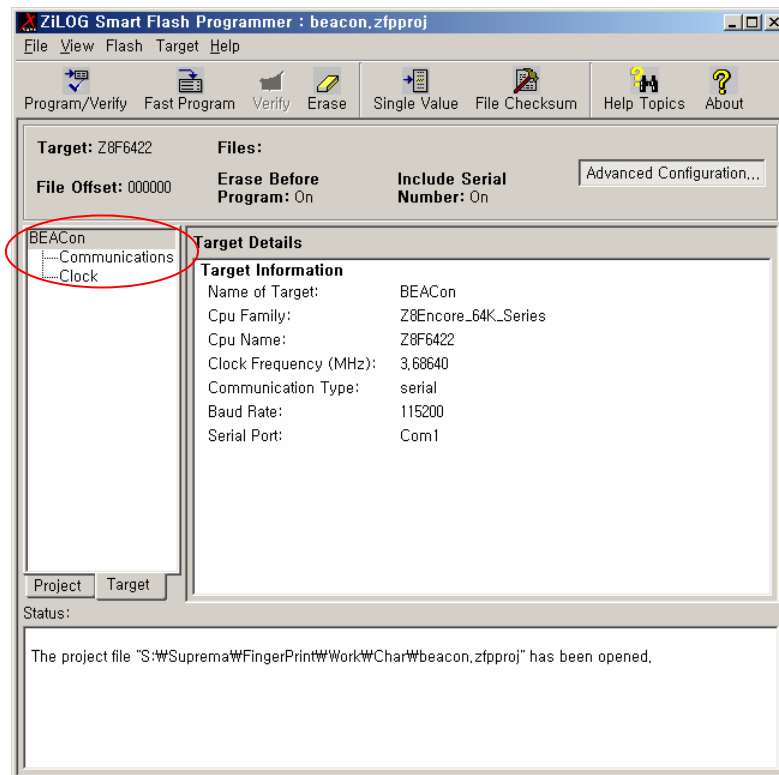 ZiLOG Smart Flash Programmer : beacon.zfpproj
File View Flash Target Help
Program/Verify Fast Program Verify Erase Single Value File Checksum Help Topics About
Target: Z8F6422 Files:
File Offset: 000000 Erase Before Program: On Include Serial Number: On Advanced Configuration...
BEACon
Communications
Clock
Target Details
Target Information
Name of Target: BEACon
Cpu Family: Z8Encore_64K_Series
Cpu Name: Z8F6422
Clock Frequency (MHz): 3,68640
Communication Type: serial
Baud Rate: 115200
Serial Port: Com1
Project Target
Status:
The project file "S:₩Suprema₩FingerPrint₩Work₩Char₩beacon.zfpproj" has been opened.